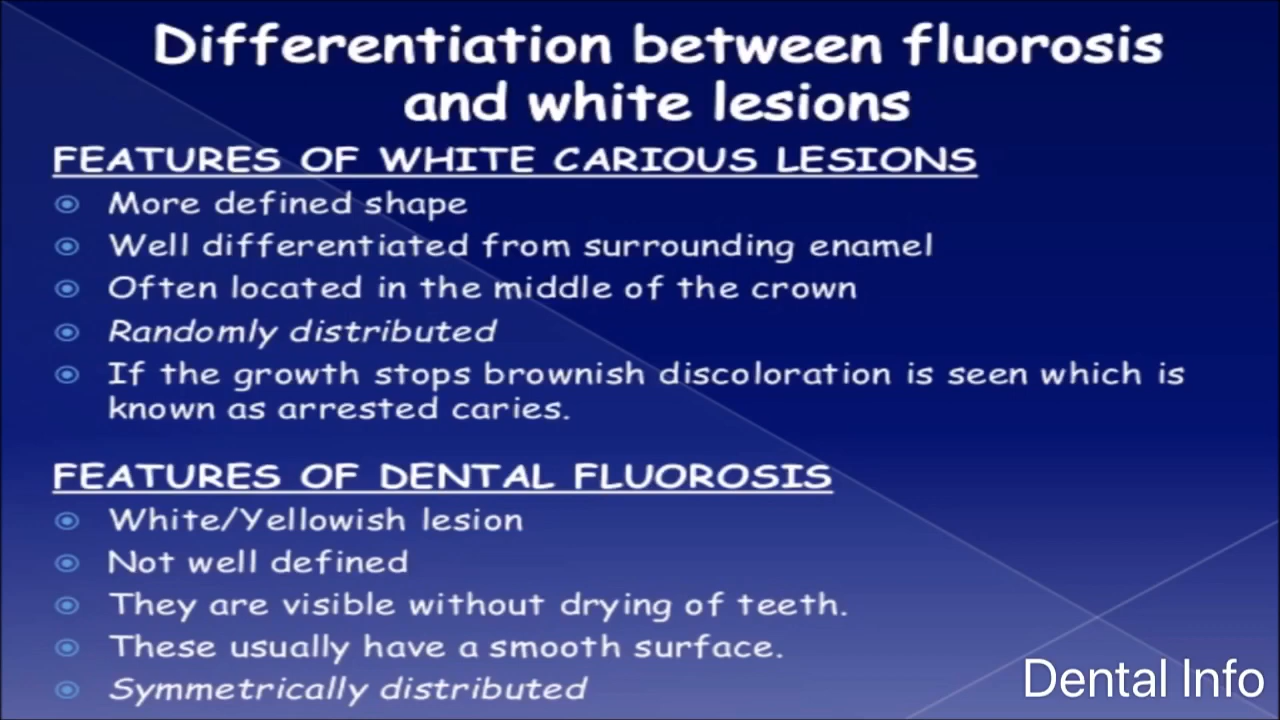 Differentiation between fluorosis
and white lesions
FEATURES OF WHITE CARIOUS LESIONS
More defined shape
Well differentiated from surrounding enamel
Often located in the middle of the crown
Randomly distributed
If the growth stops brownish discoloration is seen which is
known as arrested caries.
FEATURES OF DENTAL FLUOROSIS
White/Yellowish lesion
Not well defined
They are visible without drying of teeth.
These usually have a smooth surface.
Symmetrically distributed
Dental Info